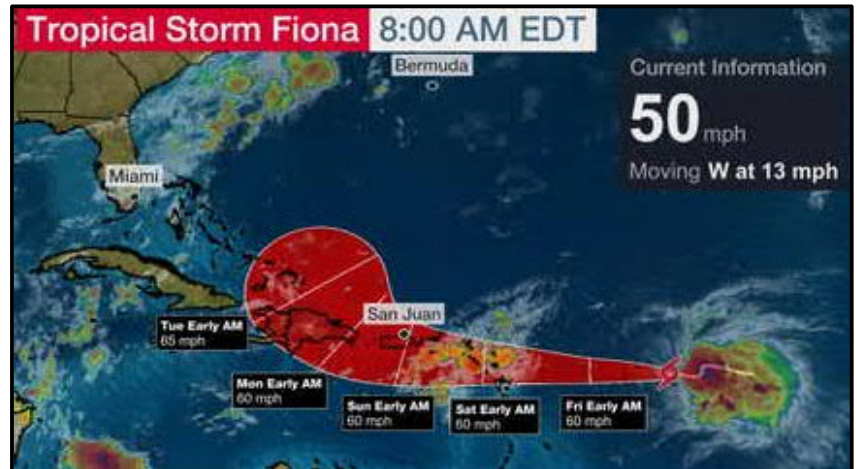 Tropical Storm Fiona 8:00 AM EDT
Bermuda
Current Information
50 mph
Moving W at 13 mph
Miami
San Juan
Tue Early AM
65 mph
Mon Early AM
60 mph
Sun Early AM
60 mph
Sat Early AM
60 mph
Fri Early AM
60 mph